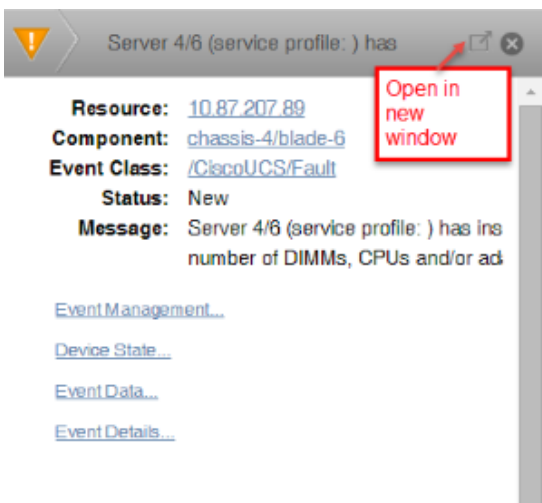 Server 4/6 (service profile: ) has
Open in
new
window
Resource: 10.87.207.89
Component: chassis-4/blade-6
Event Class: /CiscoUCS/Fault
Status: New
Message: Server 4/6 (service profile: ) has ins
number of DIMMs, CPUs and/or ad
Event Management...
Device State...
Event Data...
Event Details...